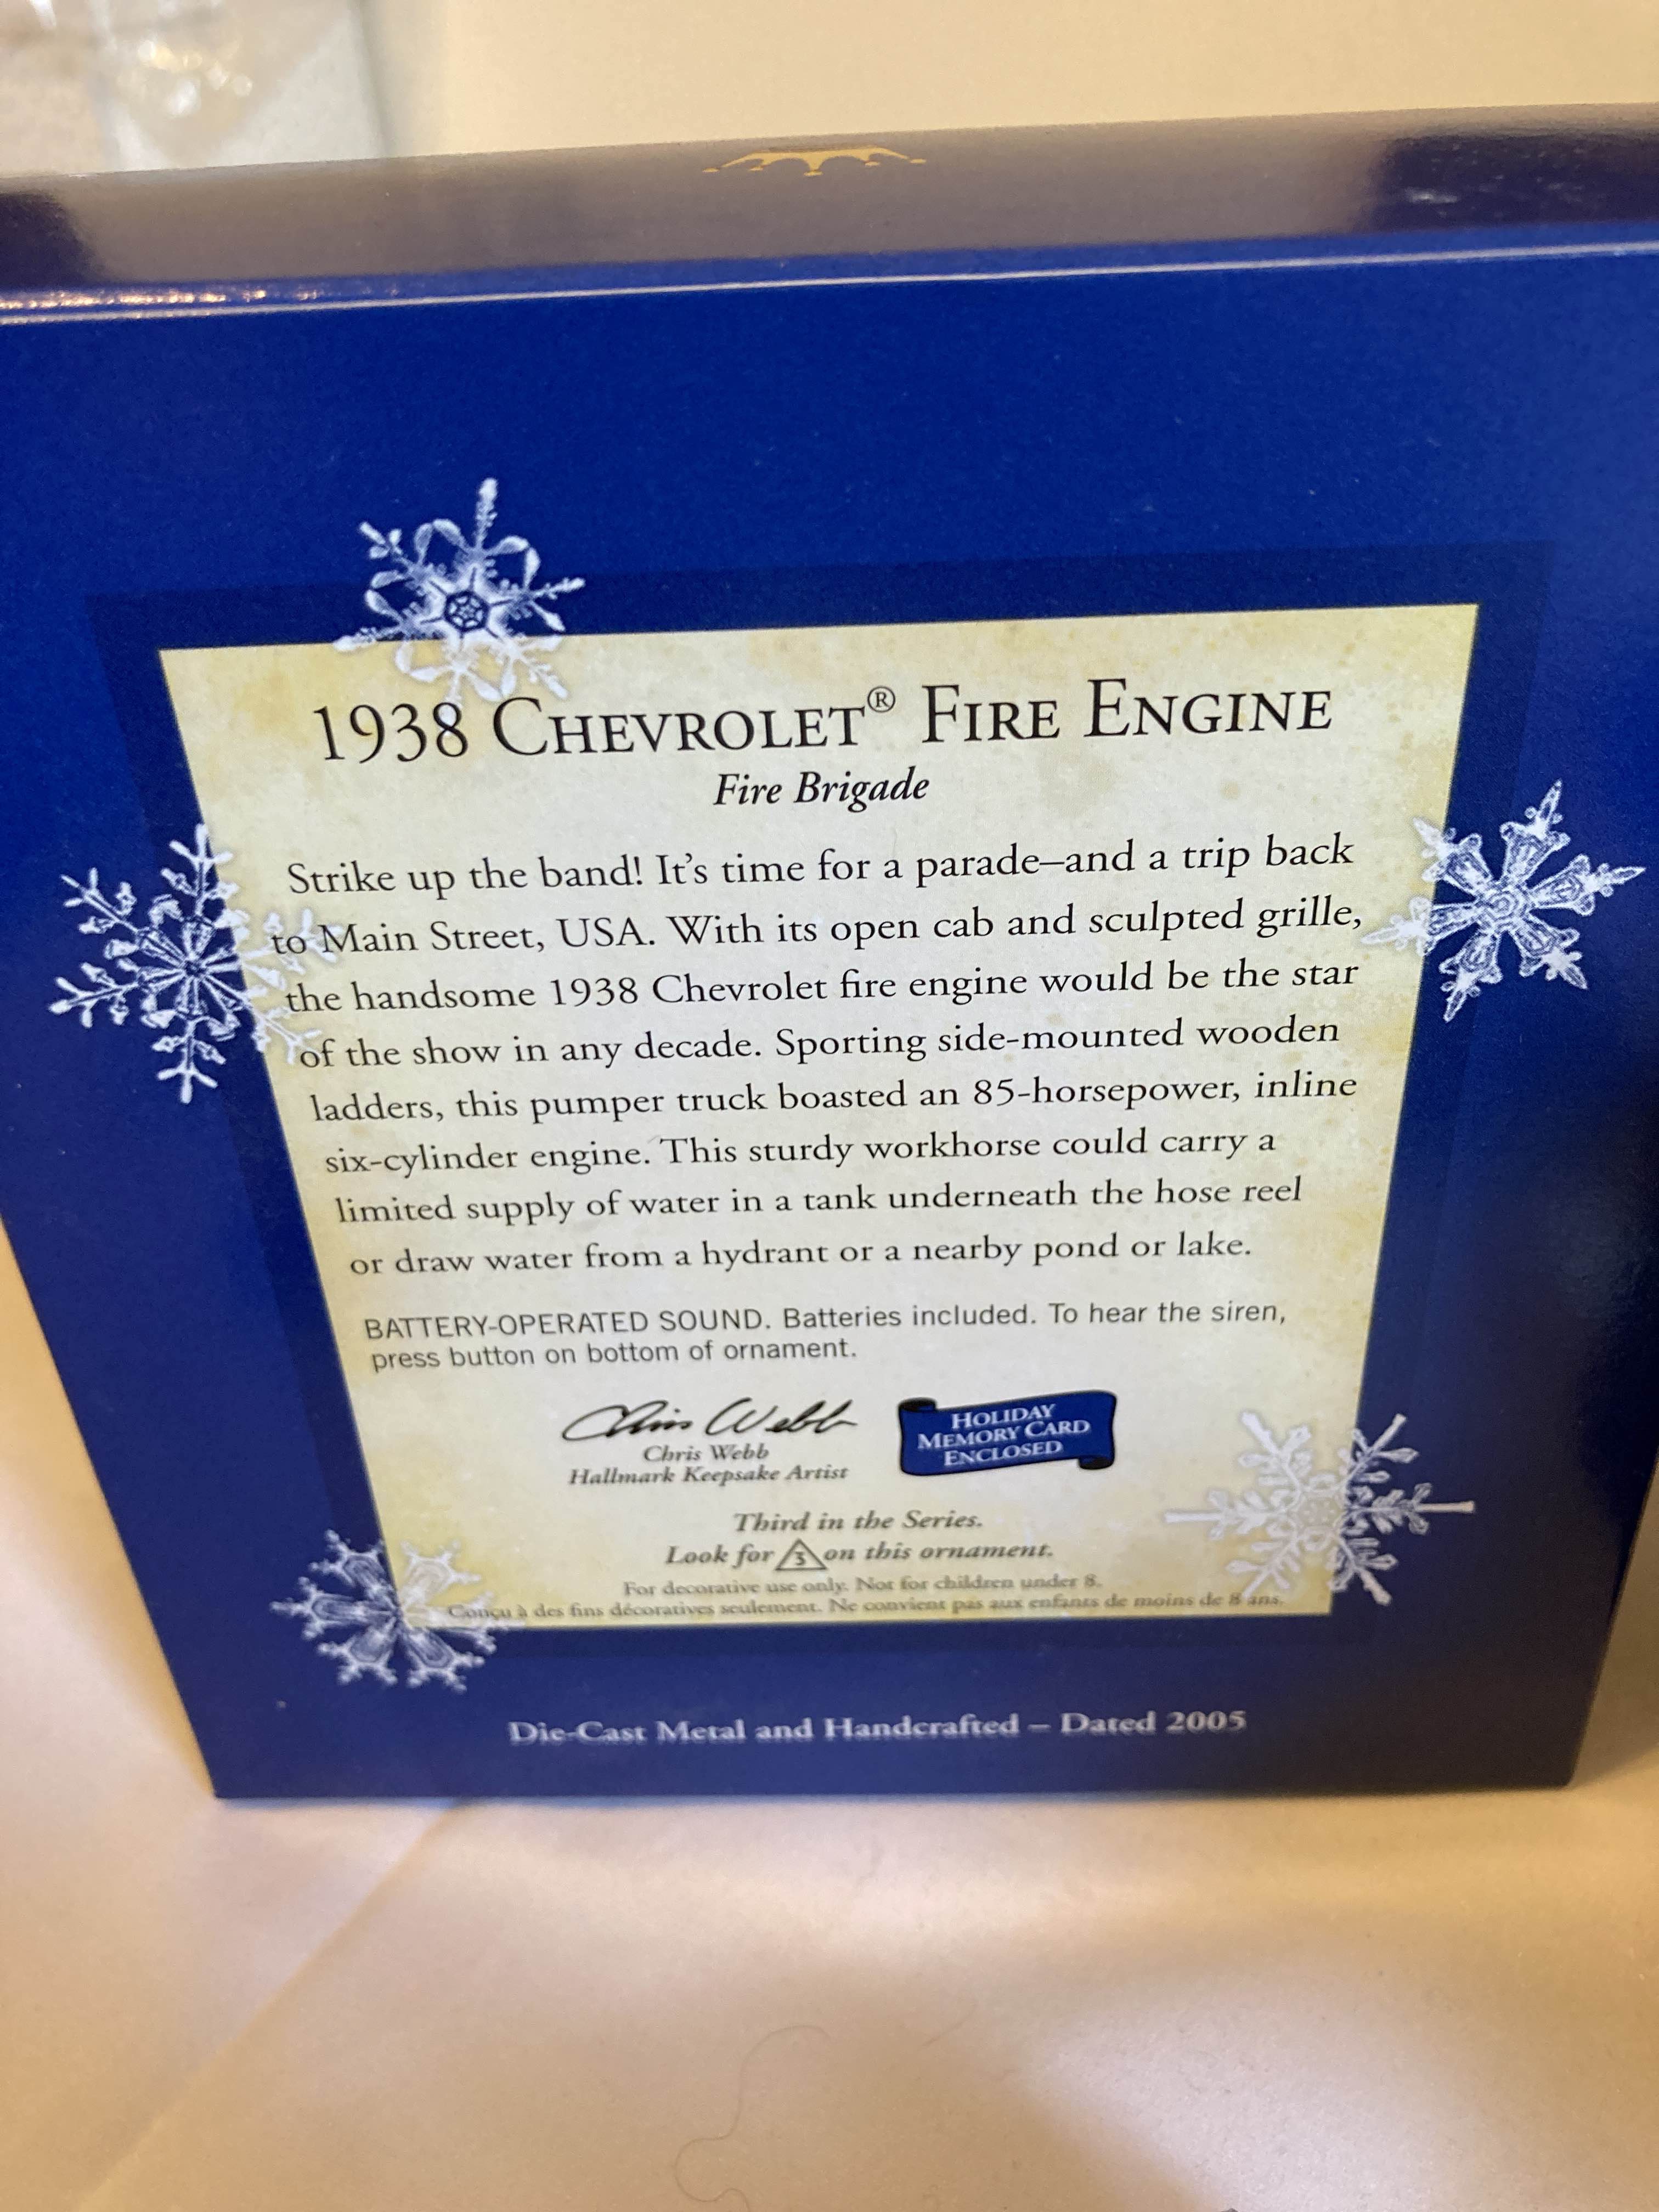 1938 CHEVROLET® FIRE ENGINE
Fire Brigade
Strike up the band! It's time for a parade–and a trip back
to Main Street, USA. With its open cab and sculpted grille,
the handsome 1938 Chevrolet fire engine would be the star
of the show in any decade. Sporting side-mounted wooden
ladders, this pumper truck boasted an 85-horsepower, inline
six-cylinder engine. This sturdy workhorse could carry a
limited supply of water in a tank underneath the hose reel
or draw water from a hydrant or a nearby pond or lake.
BATTERY-OPERATED SOUND. Batteries included. To hear the siren,
press button on bottom of ornament.
Chris Webb
Chris Webb
Hallmark Keepsake Artist
HOLIDAY
MEMORY CARD
ENCLOSED
Third in the Series.
Look for 3 on this ornament.
For decorative use only. Not for children under 8.
Conçu à des fins décoratives seulement. Ne convient pas aux enfants de moins de 8 ans.
Die-Cast Metal and Handcrafted – Dated 2005